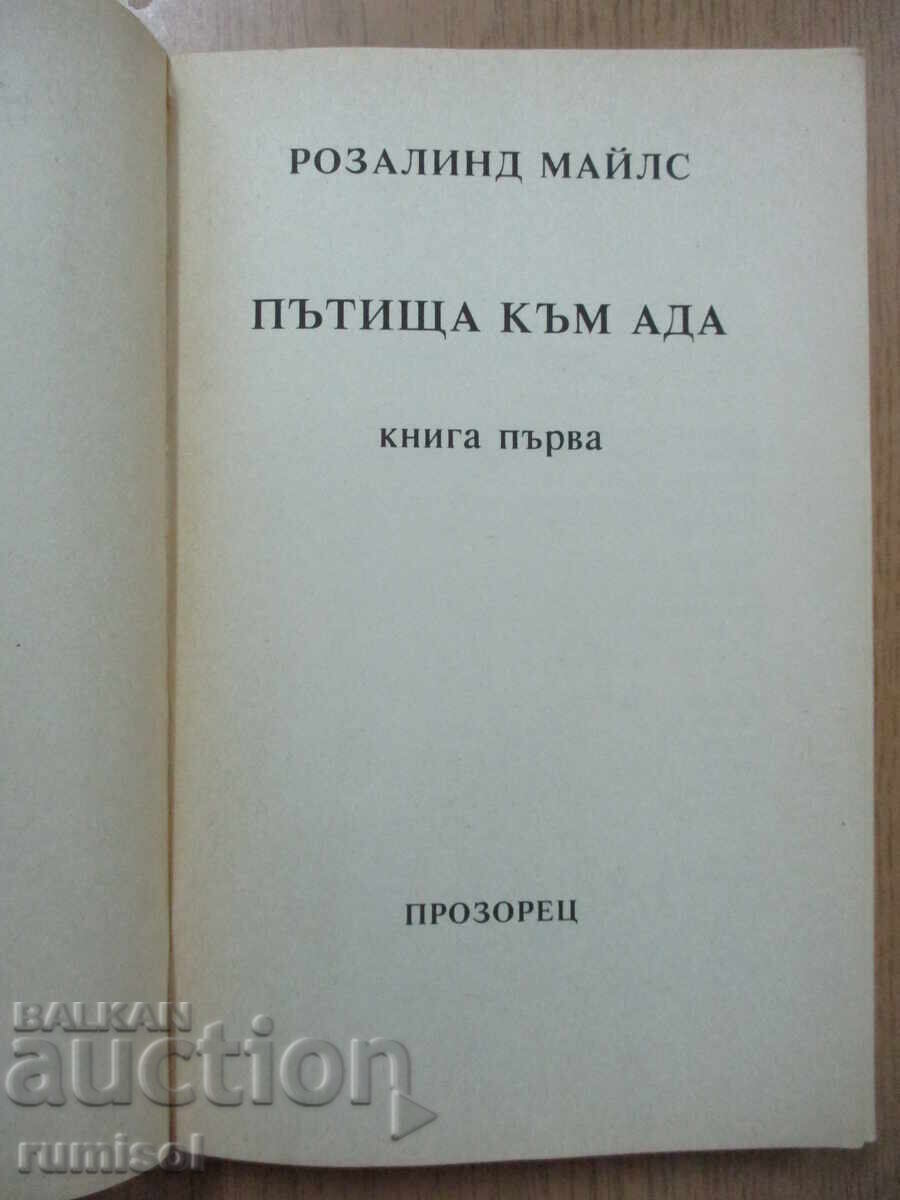 РОЗАЛИНД МАЙЛС
ПЪТИЩА КЪМ АДА
книга първа
ПРОЗОРЕЦ
BALKAN
auction
rumisol